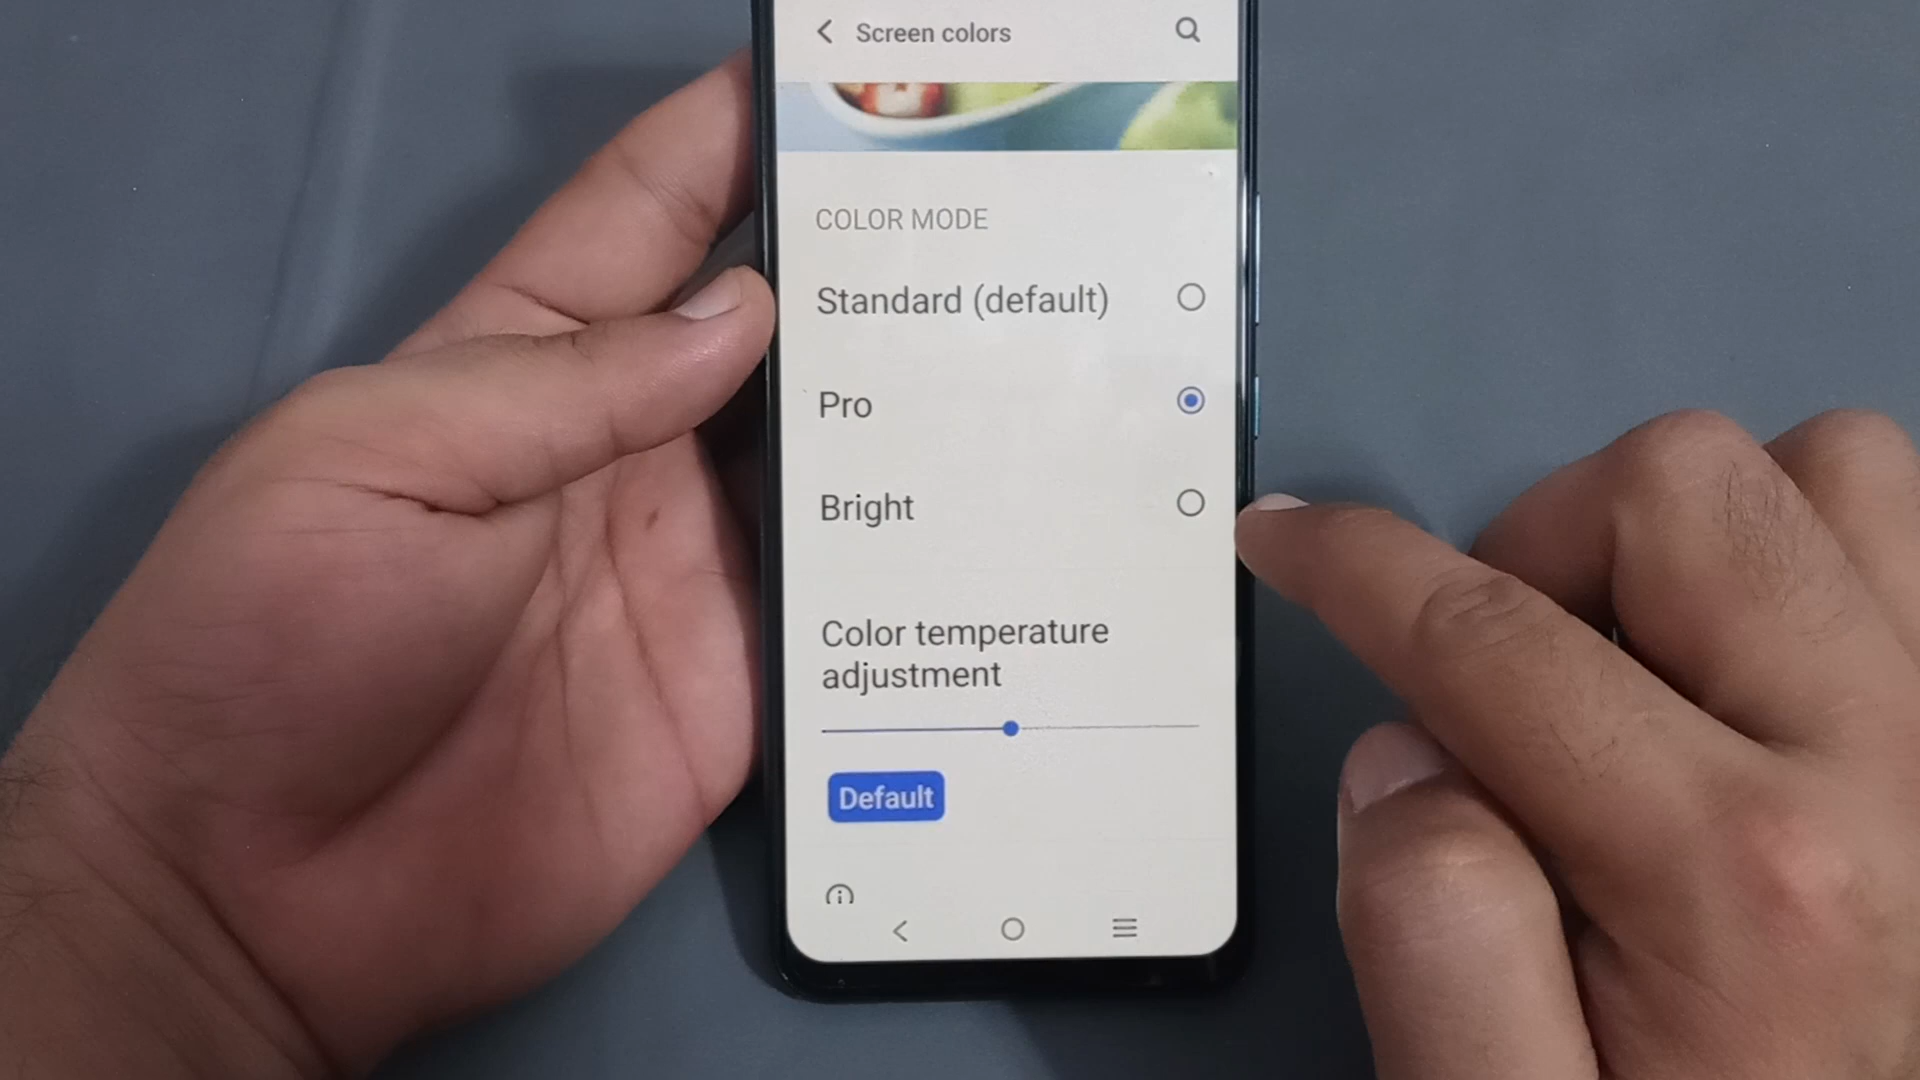 Screen colors
COLOR MODE
Standard (default)
Pro
Bright
Color temperature
adjustment
Default